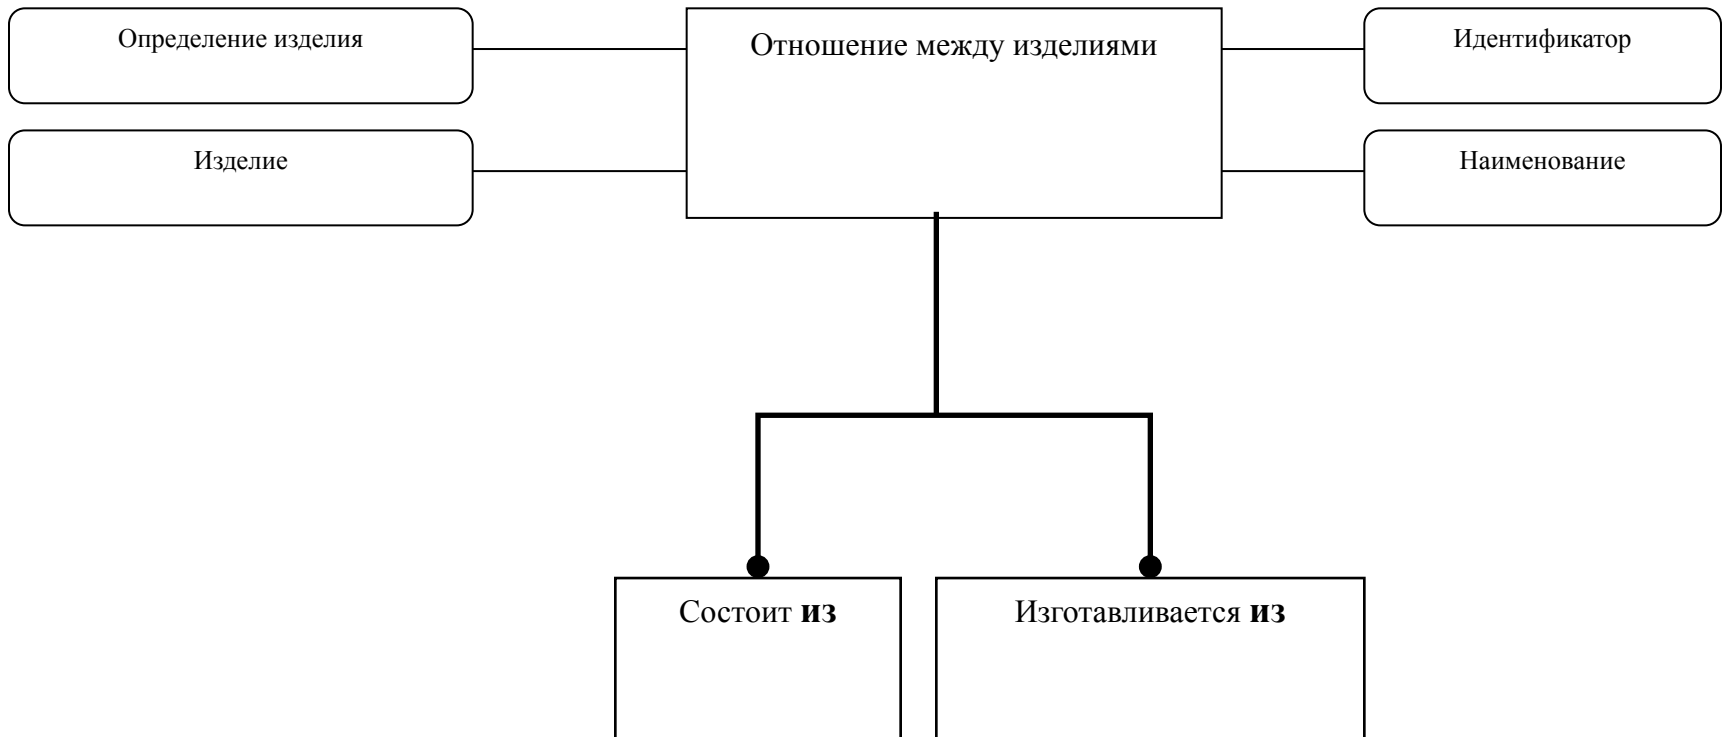 Определение изделия
Отношение между изделиями
Идентификатор
Изделие
Наименование
Состоит из
Изготавливается из